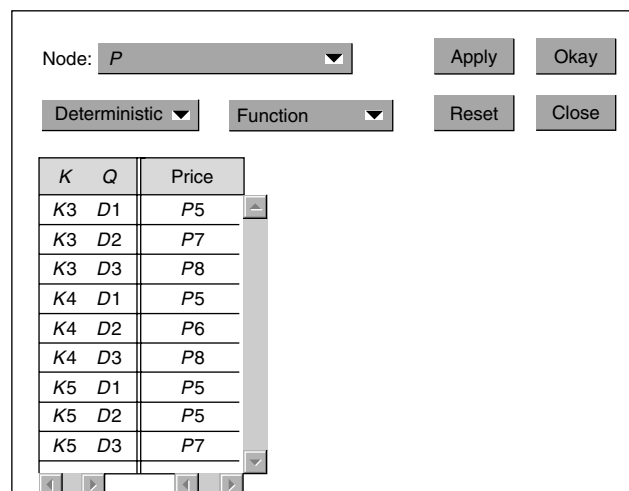 Node: P Apply Okay
Deterministic Function Reset Close
K Q Price
K3 D1 P5
K3 D2 P7
K3 D3 P8
K4 D1 P5
K4 D2 P6
K4 D3 P8
K5 D1 P5
K5 D2 P5
K5 D3 P7